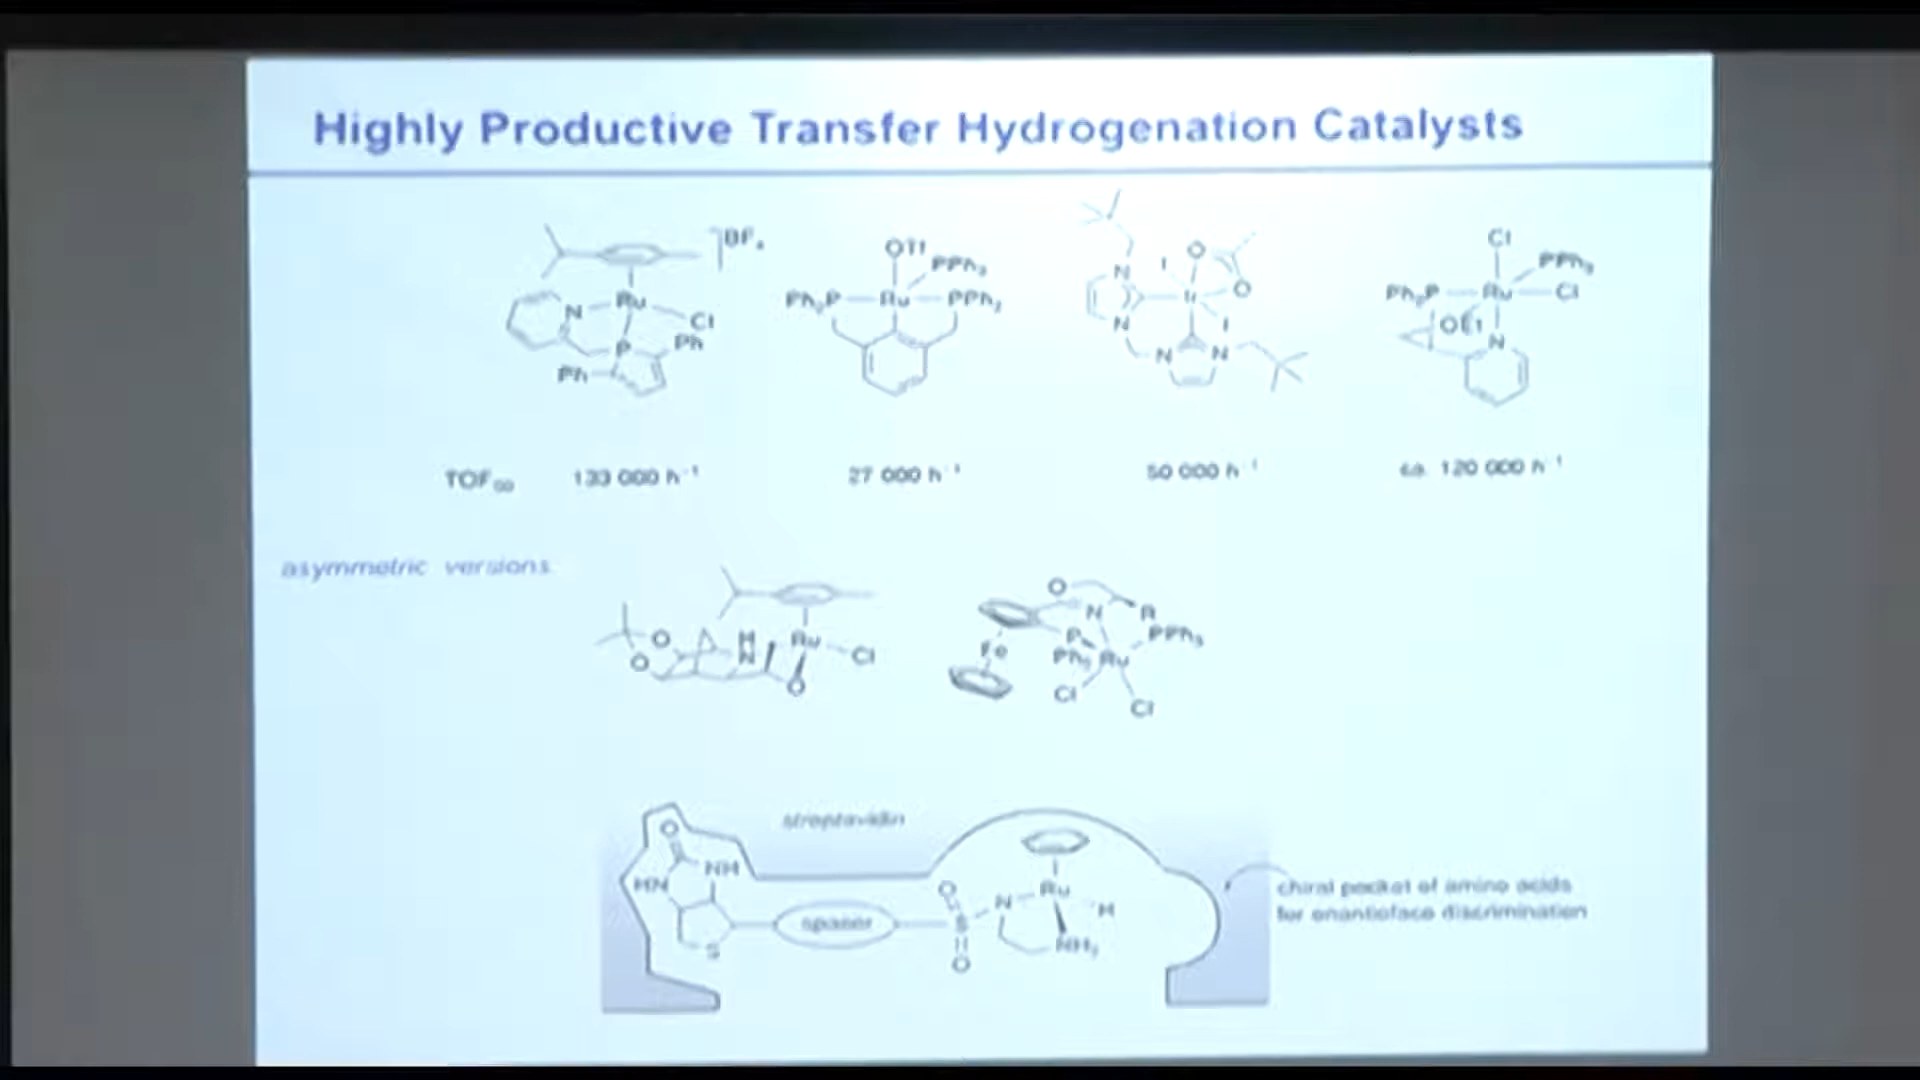 Highly Productive Transfer Hydrogenation Catalysts
]BF4
N
Ru
Cl
P
Ph
Ph
OTf
PPh3
Ph2P
Ru
PPh2
N
I
O
O
Ir
N
I
N
N
Cl
PPh3
Ph2P
Ru
Cl
OEt
N
TOF50 133 000 h-1 27 000 h-1 50 000 h-1 ca. 120 000 h-1
asymmetric versions
O
O
H
N
Ru
Cl
O
O
N
R
P
PPh3
Fe
Ph2
Ru
Cl
Cl
streptavidin
O
NH
HN
S
spacer
O
S
O
N
Ru
H
NH2
chiral pocket of amino acids
for enantioface discrimination